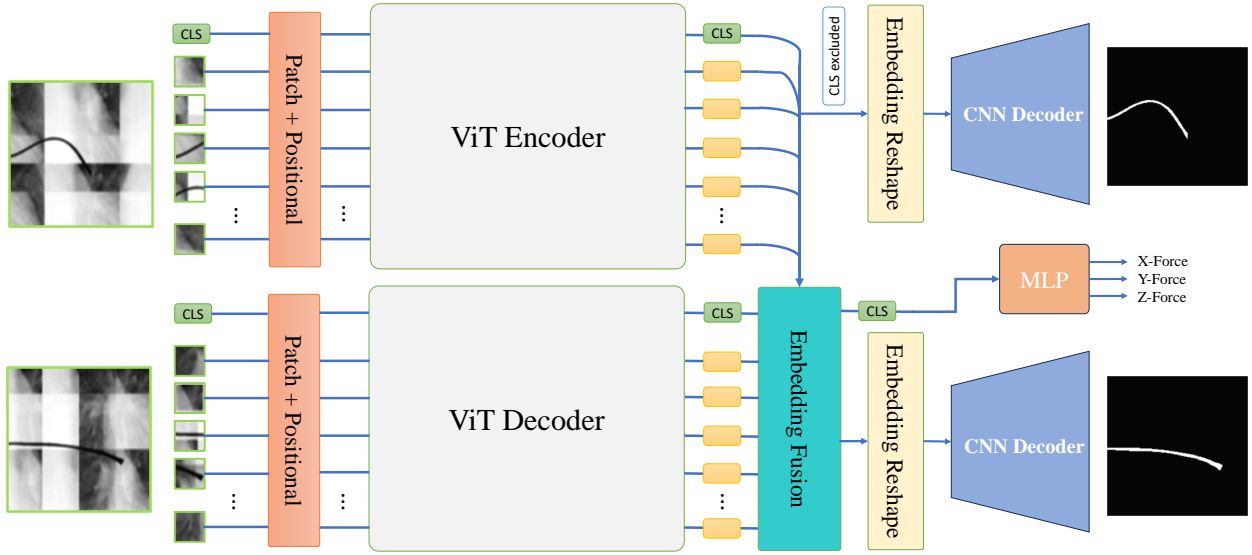 CLS
Patch + Positional
ViT Encoder
CLS
CLS excluded
Embedding Reshape
CNN Decoder
...
...
...
CLS
Patch + Positional
ViT Decoder
CLS
Embedding Fusion
CLS
MLP
X-Force
Y-Force
Z-Force
Embedding Reshape
CNN Decoder
...
...
...